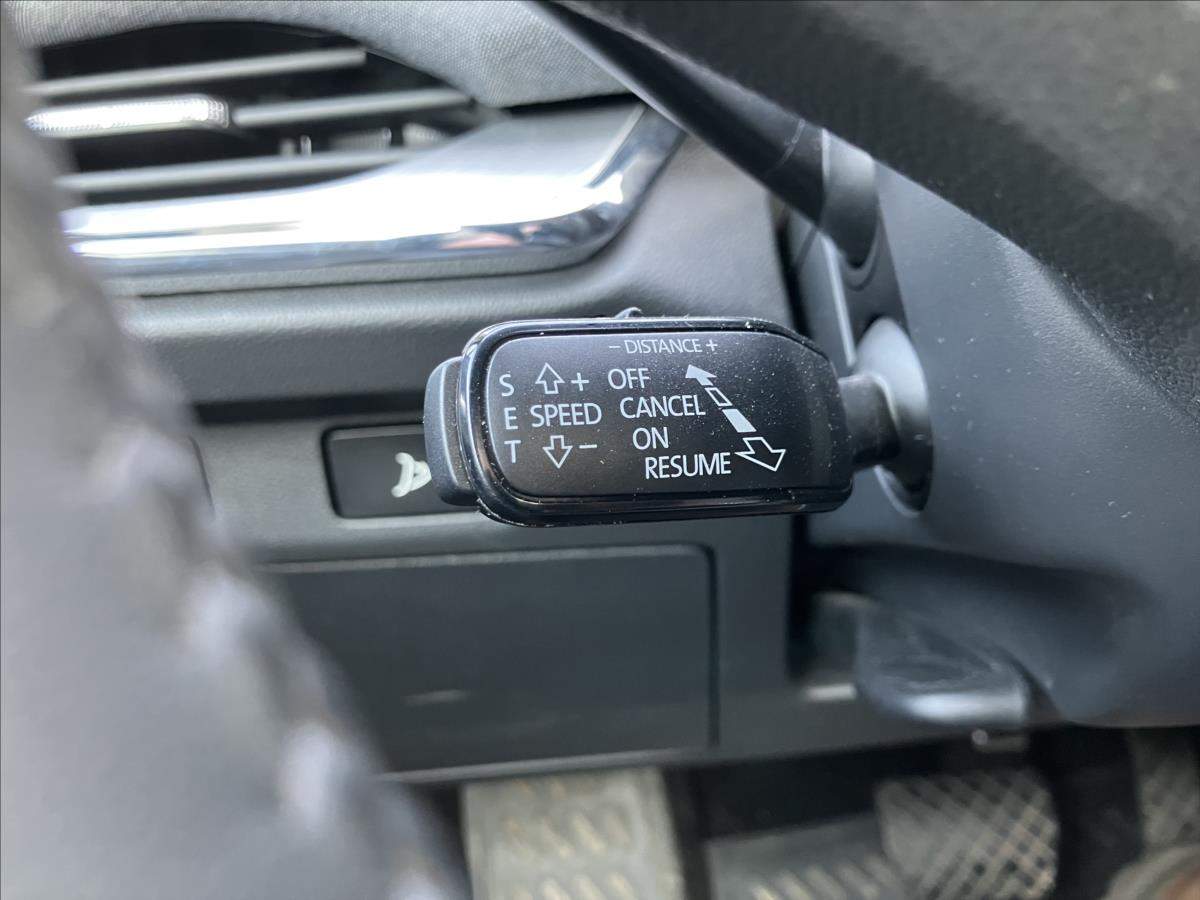 − DISTANCE +
S + OFF
E SPEED CANCEL
T − ON
RESUME